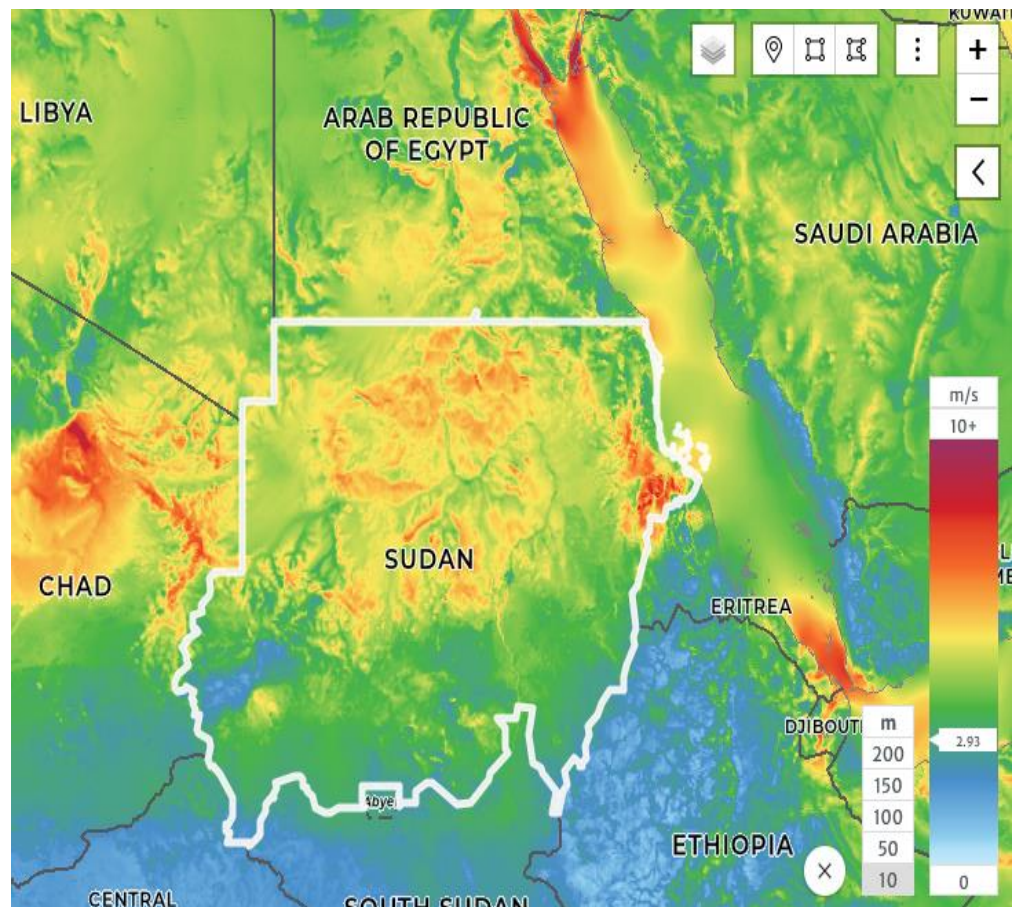 KUWAIT
LIBYA
ARAB REPUBLIC
OF EGYPT
+
−
SAUDI ARABIA
m/s
10+
SUDAN
CHAD
ERITREA
m
DJIBOUTI
2.93
200
150
100
Abyei
50
ETHIOPIA
10
0
CENTRAL
SOUTH SUDAN